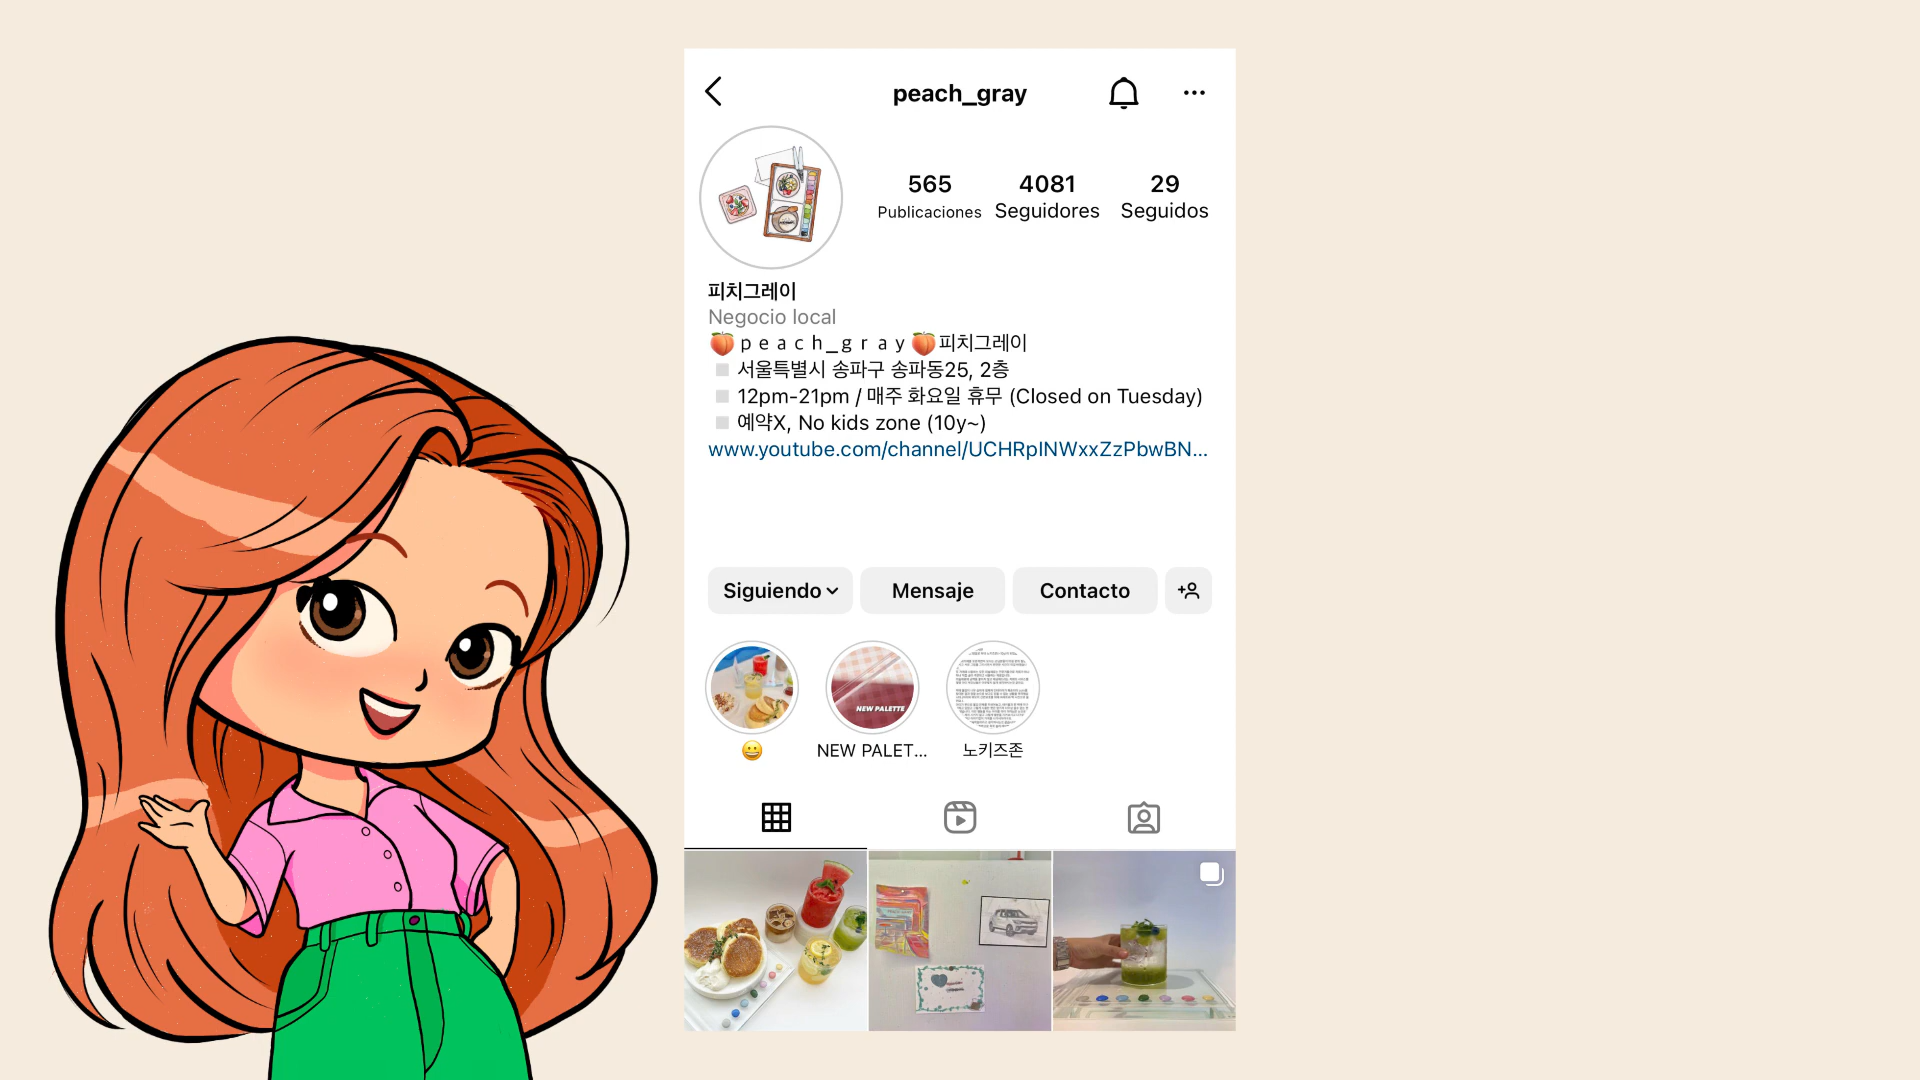 peach_gray
565
4081
29
Publicaciones
Seguidores
Seguidos
피치그레이
Negocio local
🍑 p e a c h _ g r a y 🍑피치그레이
◽ 서울특별시 송파구 송파동25, 2층
◽ 12pm-21pm / 매주 화요일 휴무 (Closed on Tuesday)
◽ 예약X, No kids zone (10y~)
www.youtube.com/channel/UCHRpINWxxZzPbwBN...
Siguiendo
Mensaje
Contacto
NEW PALETTE
😀
NEW PALET...
노키즈존